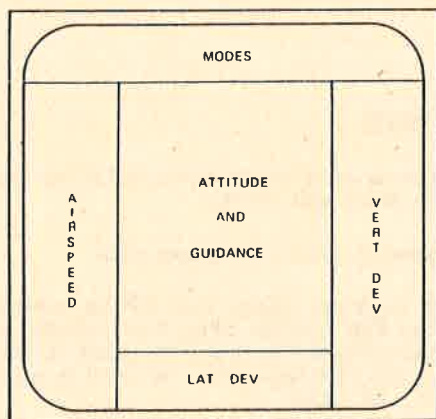 MODES
AIRSPEED
ATTITUDE
AND
GUIDANCE
VERT DEV
LAT DEV